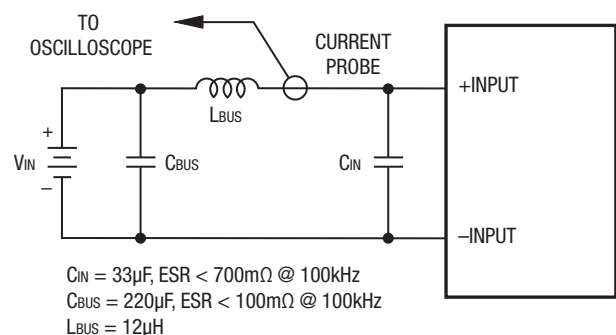 TO
OSCILLOSCOPE
CURRENT
PROBE
+INPUT
LBUS
+
VIN
CBUS
CIN
–
–INPUT
CIN = 33µF, ESR < 700mΩ @ 100kHz
CBUS = 220µF, ESR < 100mΩ @ 100kHz
LBUS = 12µH